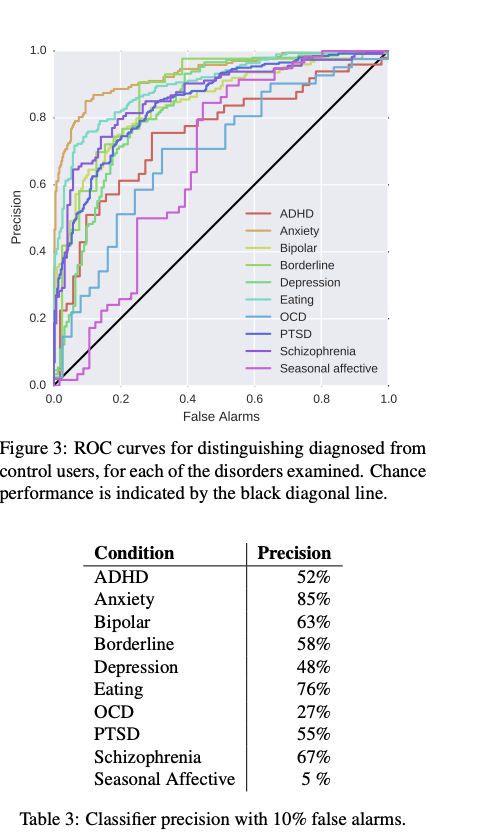 1.0
0.8
0.6
0.4
0.2
0.0
Precision
0.0 0.2 0.4 0.6 0.8 1.0
False Alarms
ADHD
Anxiety
Bipolar
Borderline
Depression
Eating
OCD
PTSD
Schizophrenia
Seasonal affective
Figure 3: ROC curves for distinguishing diagnosed from
control users, for each of the disorders examined. Chance
performance is indicated by the black diagonal line.
Condition Precision
ADHD 52%
Anxiety 85%
Bipolar 63%
Borderline 58%
Depression 48%
Eating 76%
OCD 27%
PTSD 55%
Schizophrenia 67%
Seasonal Affective 5 %
Table 3: Classifier precision with 10% false alarms.